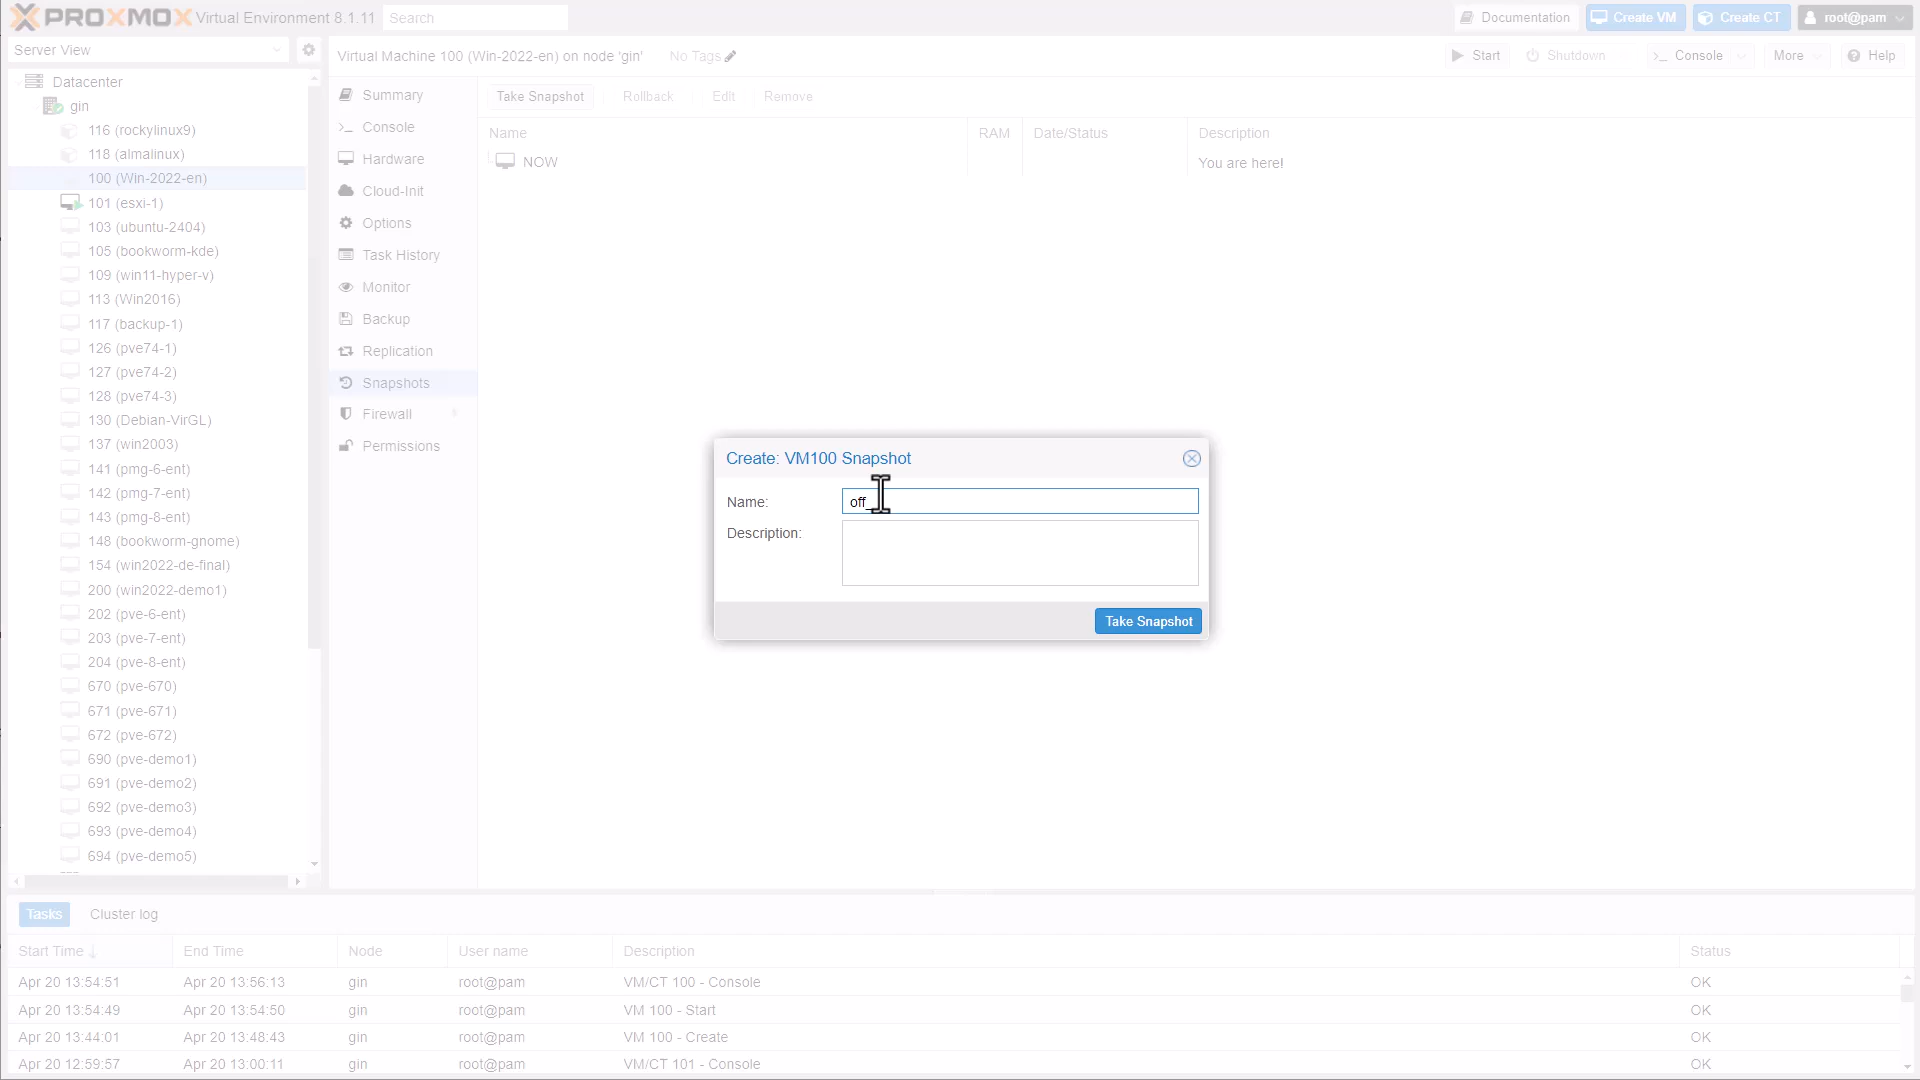 PROXMOX Virtual Environment 8.1.11 Search Documentation Create VM Create CT root@pam
Server View
Virtual Machine 100 (Win-2022-en) on node 'gin' No Tags Start Shutdown Console More Help
Datacenter
gin
116 (rockylinux9)
118 (almalinux)
100 (Win-2022-en)
101 (esxi-1)
103 (ubuntu-2404)
105 (bookworm-kde)
109 (win11-hyper-v)
113 (Win2016)
117 (backup-1)
126 (pve74-1)
127 (pve74-2)
128 (pve74-3)
130 (Debian-VirGL)
137 (win2003)
141 (pmg-6-ent)
142 (pmg-7-ent)
143 (pmg-8-ent)
148 (bookworm-gnome)
154 (win2022-de-final)
200 (win2022-demo1)
202 (pve-6-ent)
203 (pve-7-ent)
204 (pve-8-ent)
670 (pve-670)
671 (pve-671)
672 (pve-672)
690 (pve-demo1)
691 (pve-demo2)
692 (pve-demo3)
693 (pve-demo4)
694 (pve-demo5)
Summary
Console
Hardware
Cloud-Init
Options
Task History
Monitor
Backup
Replication
Snapshots
Firewall
Permissions
Take Snapshot Rollback Edit Remove
Name RAM Date/Status Description
NOW You are here!
Create: VM100 Snapshot
Name: off_
Description:
Take Snapshot
Tasks Cluster log
Start Time End Time Node User name Description Status
Apr 20 13:54:51 Apr 20 13:56:13 gin root@pam VM/CT 100 - Console OK
Apr 20 13:54:49 Apr 20 13:54:50 gin root@pam VM 100 - Start OK
Apr 20 13:44:01 Apr 20 13:48:43 gin root@pam VM 100 - Create OK
Apr 20 12:59:57 Apr 20 13:00:11 gin root@pam VM/CT 101 - Console OK